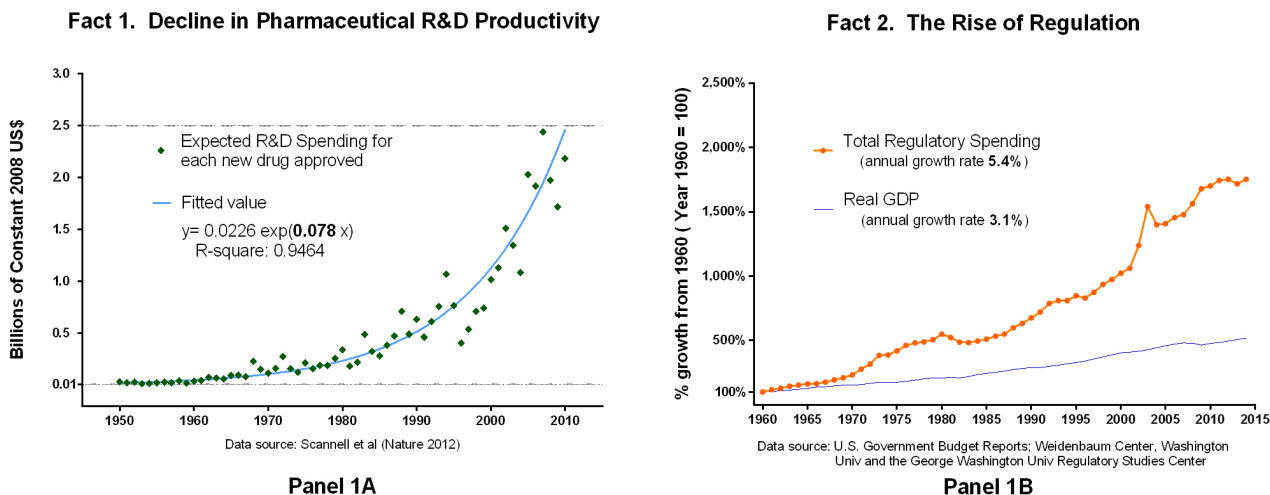 Fact 1.  Decline in Pharmaceutical R&D Productivity
3.0
2.5
2.0
1.5
1.0
0.5
0.01
Billions of Constant 2008 US$
Expected R&D Spending for
each new drug approved
Fitted value
y= 0.0226 exp(0.078 x)
R-square: 0.9464
1950
1960
1970
1980
1990
2000
2010
Data source: Scannell et al (Nature 2012)
Panel 1A
Fact 2.  The Rise of Regulation
2,500%
2,000%
1,500%
1,000%
500%
100%
% growth from 1960 ( Year 1960 = 100)
Total Regulatory Spending
(annual growth rate 5.4%)
Real GDP
(annual growth rate 3.1%)
1960
1965
1970
1975
1980
1985
1990
1995
2000
2005
2010
2015
Data source: U.S. Government Budget Reports; Weidenbaum Center, Washington
Univ and the George Washington Univ Regulatory Studies Center
Panel 1B